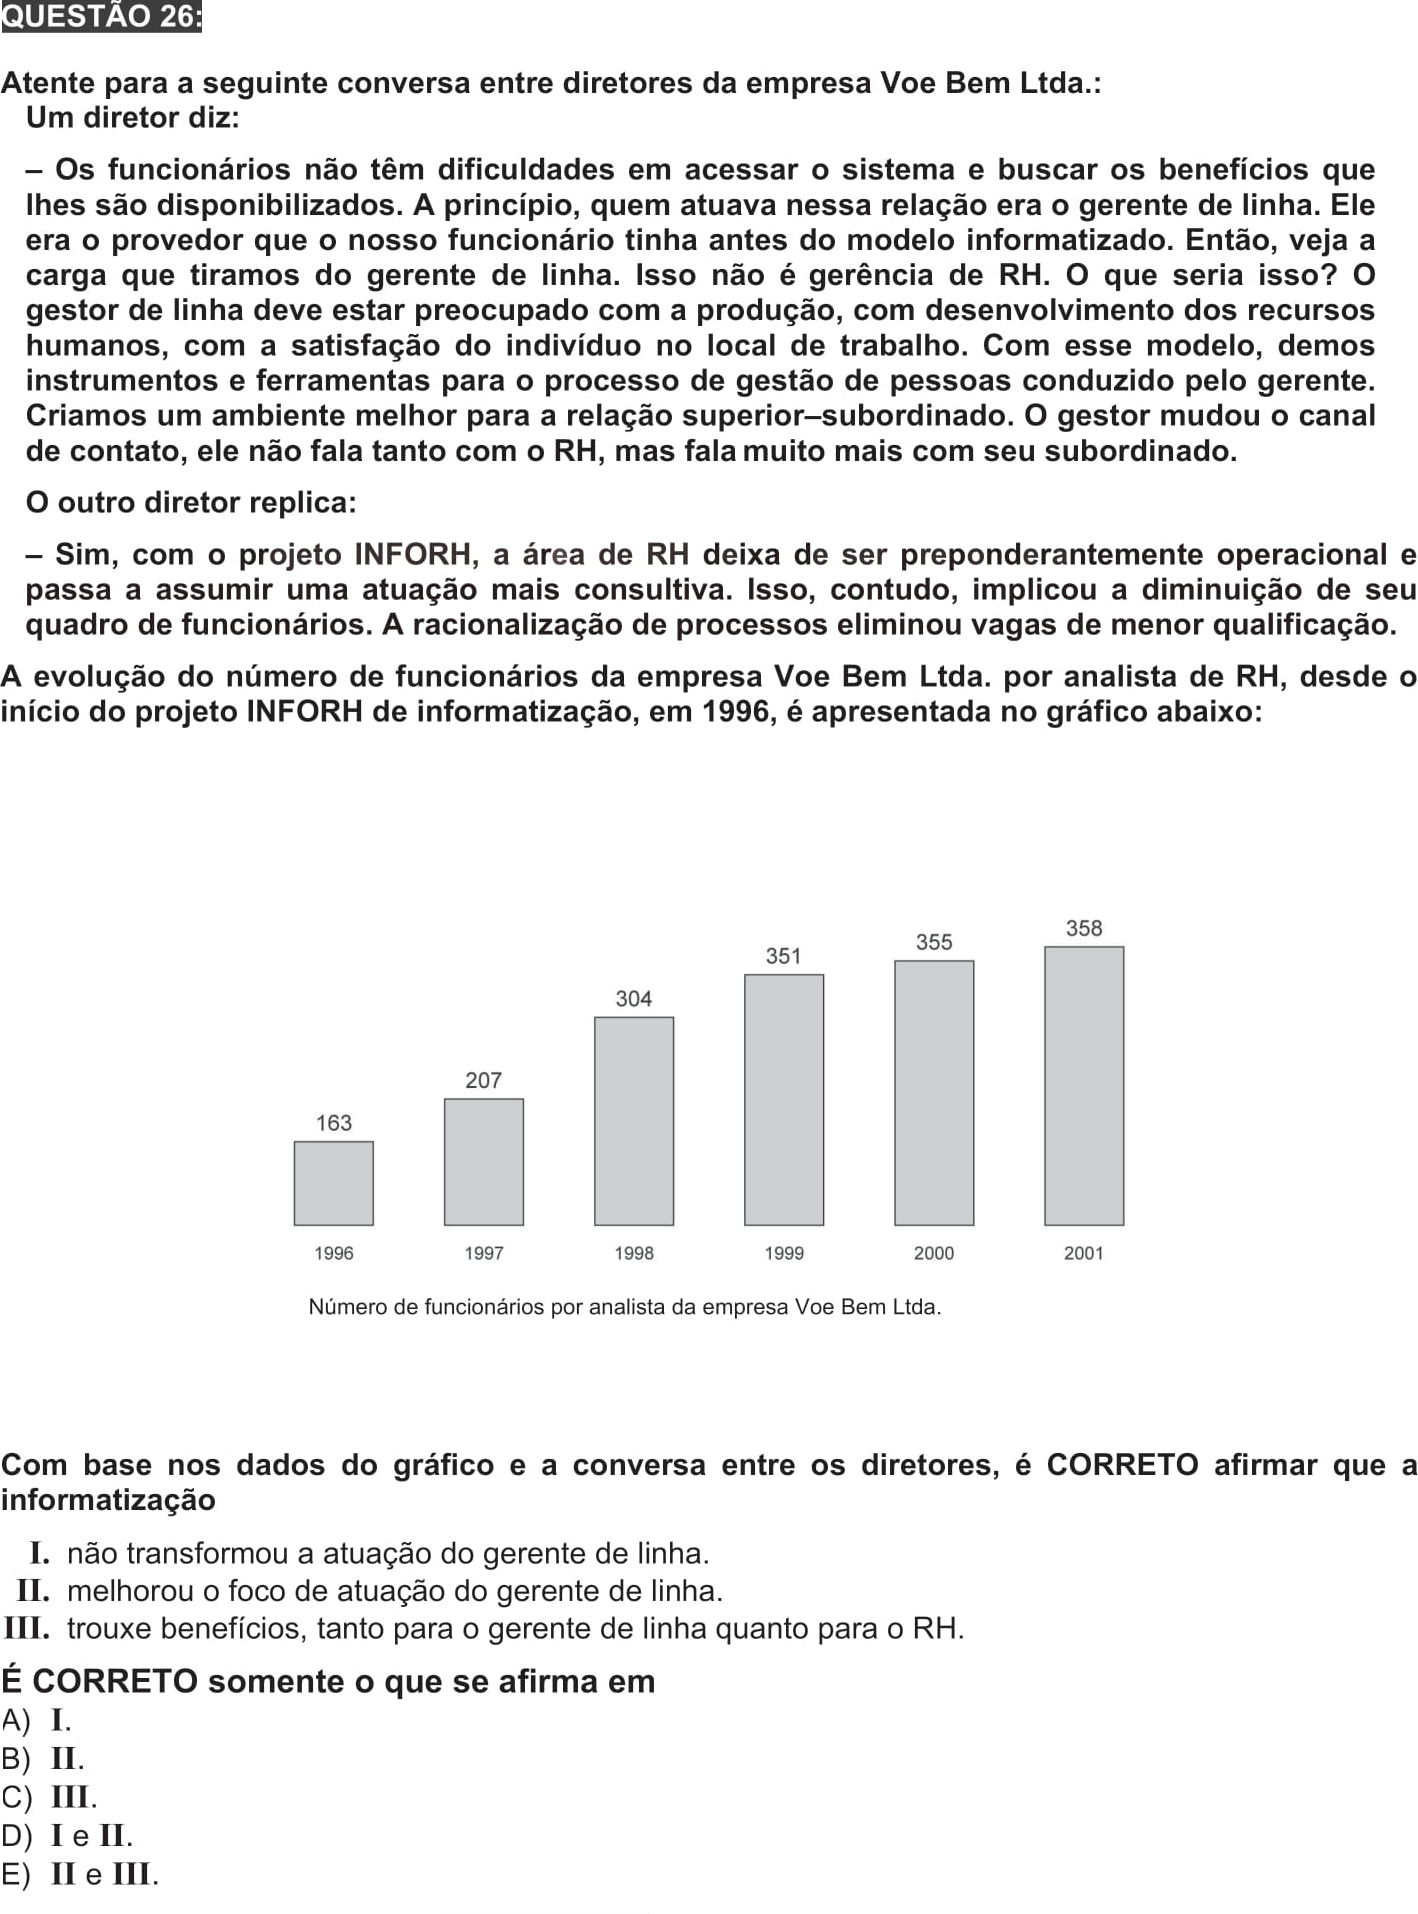 QUESTÃO 26:
Atente para a seguinte conversa entre diretores da empresa Voe Bem Ltda.:
Um diretor diz:
– Os funcionários não têm dificuldades em acessar o sistema e buscar os benefícios que
lhes são disponibilizados. A princípio, quem atuava nessa relação era o gerente de linha. Ele
era o provedor que o nosso funcionário tinha antes do modelo informatizado. Então, veja a
carga que tiramos do gerente de linha. Isso não é gerência de RH. O que seria isso? O
gestor de linha deve estar preocupado com a produção, com desenvolvimento dos recursos
humanos, com a satisfação do indivíduo no local de trabalho. Com esse modelo, demos
instrumentos e ferramentas para o processo de gestão de pessoas conduzido pelo gerente.
Criamos um ambiente melhor para a relação superior–subordinado. O gestor mudou o canal
de contato, ele não fala tanto com o RH, mas fala muito mais com seu subordinado.
O outro diretor replica:
– Sim, com o projeto INFORH, a área de RH deixa de ser preponderantemente operacional e
passa a assumir uma atuação mais consultiva. Isso, contudo, implicou a diminuição de seu
quadro de funcionários. A racionalização de processos eliminou vagas de menor qualificação.
A evolução do número de funcionários da empresa Voe Bem Ltda. por analista de RH, desde o
início do projeto INFORH de informatização, em 1996, é apresentada no gráfico abaixo:
163 207 304 351 355 358
1996 1997 1998 1999 2000 2001
Número de funcionários por analista da empresa Voe Bem Ltda.
Com base nos dados do gráfico e a conversa entre os diretores, é CORRETO afirmar que a
informatização
I. não transformou a atuação do gerente de linha.
II. melhorou o foco de atuação do gerente de linha.
III. trouxe benefícios, tanto para o gerente de linha quanto para o RH.
É CORRETO somente o que se afirma em
A) I.
B) II.
C) III.
D) I e II.
E) II e III.